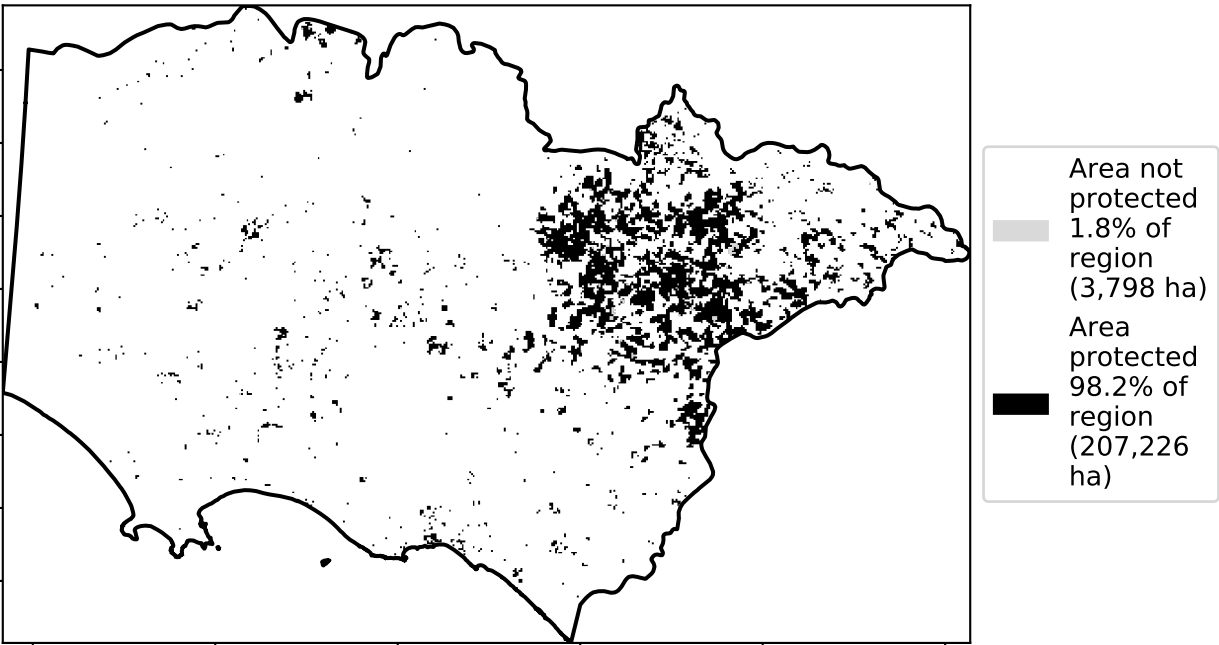 Area not
protected
1.8% of
region
(3,798 ha)
Area
protected
98.2% of
region
(207,226
ha)